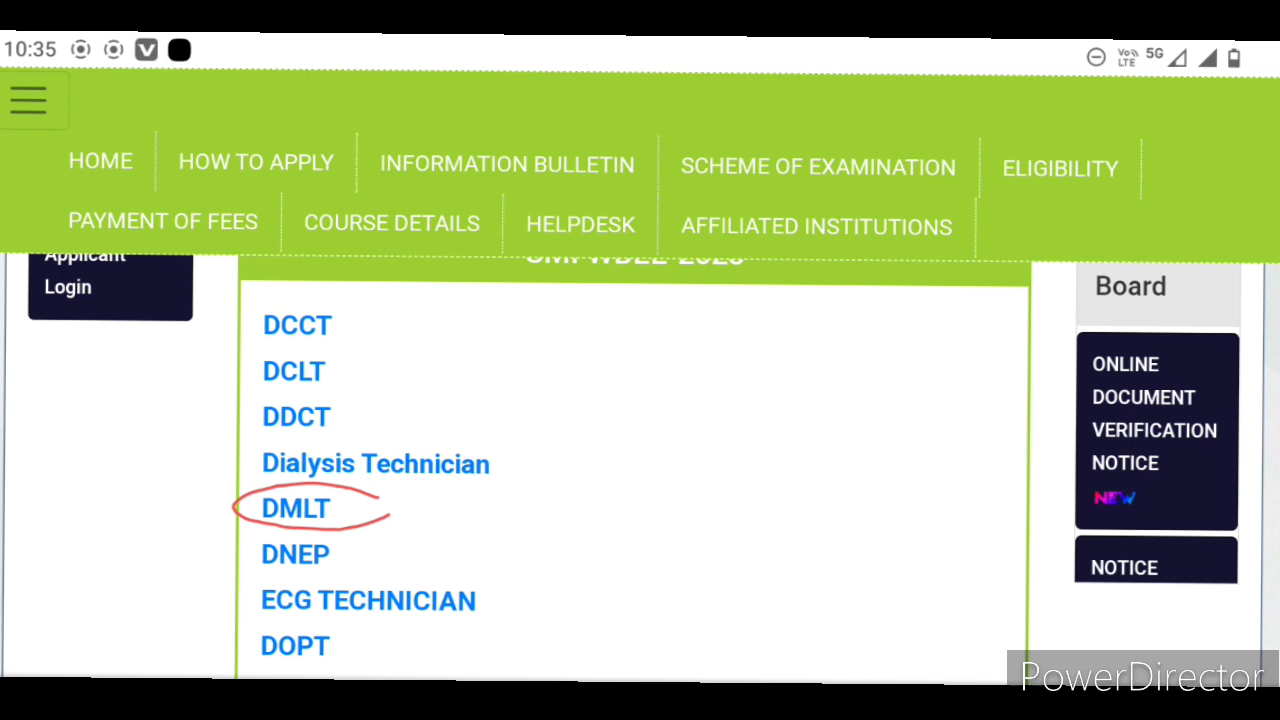 10:35
VoLTE 5G
HOME HOW TO APPLY INFORMATION BULLETIN SCHEME OF EXAMINATION ELIGIBILITY
PAYMENT OF FEES COURSE DETAILS HELPDESK AFFILIATED INSTITUTIONS
Applicant
Login
Board
DCCT
DCLT
DDCT
Dialysis Technician
DMLT
DNEP
ECG TECHNICIAN
DOPT
ONLINE
DOCUMENT
VERIFICATION
NOTICE
NEW
NOTICE
PowerDirector